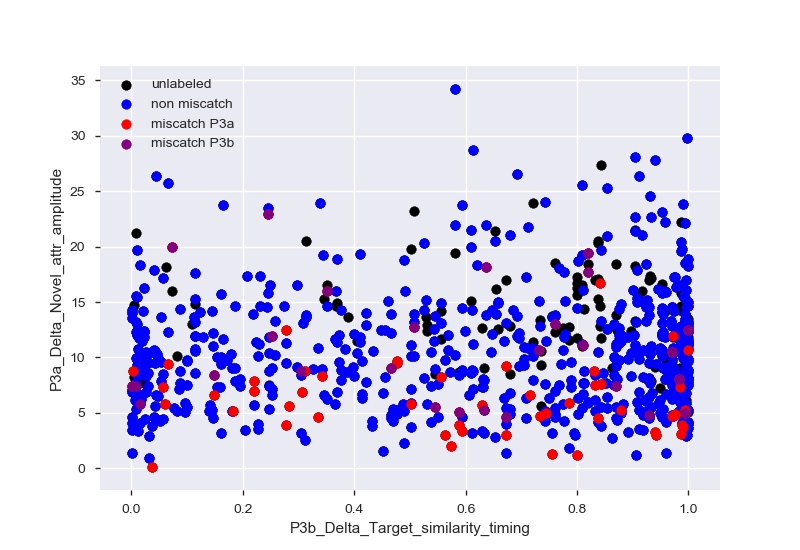 35
30
25
20
15
10
5
0
0.0 0.2 0.4 0.6 0.8 1.0
P3a_Delta_Novel_attr_amplitude
P3b_Delta_Target_similarity_timing
unlabeled
non miscatch
miscatch P3a
miscatch P3b